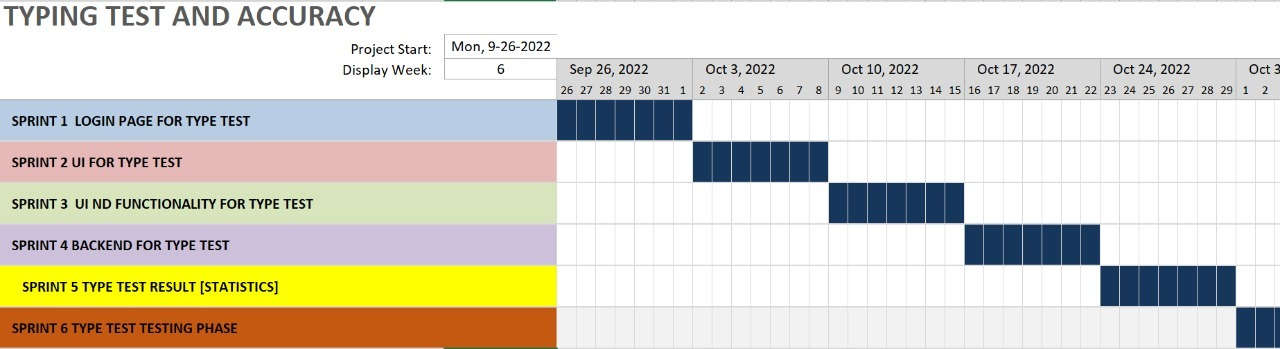 TYPING TEST AND ACCURACY
Project Start: Mon, 9-26-2022
Display Week: 6
Sep 26, 2022 Oct 3, 2022 Oct 10, 2022 Oct 17, 2022 Oct 24, 2022 Oct 3
26 27 28 29 30 31 1 2 3 4 5 6 7 8 9 10 11 12 13 14 15 16 17 18 19 20 21 22 23 24 25 26 27 28 29 1 2
SPRINT 1 LOGIN PAGE FOR TYPE TEST
SPRINT 2 UI FOR TYPE TEST
SPRINT 3 UI ND FUNCTIONALITY FOR TYPE TEST
SPRINT 4 BACKEND FOR TYPE TEST
SPRINT 5 TYPE TEST RESULT [STATISTICS]
SPRINT 6 TYPE TEST TESTING PHASE